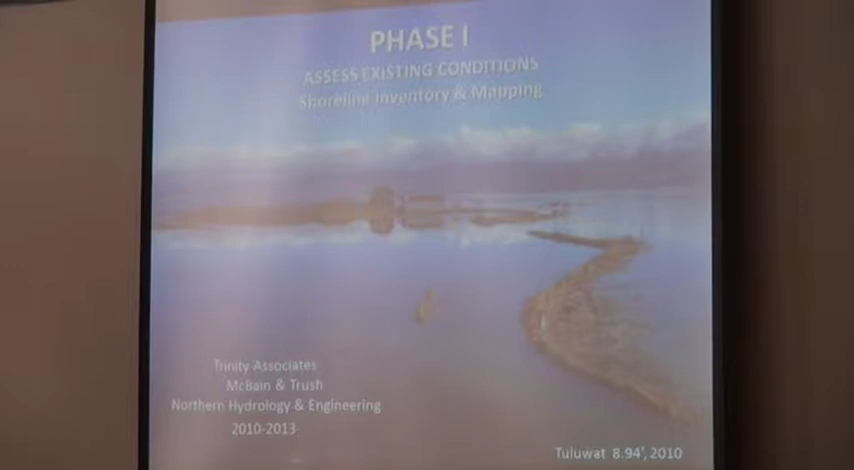 PHASE I
ASSESS EXISTING CONDITIONS
Shoreline Inventory & Mapping
Trinity Associates
McBain & Trush
Northern Hydrology & Engineering
2010-2013
Tuluwat 8.94', 2010